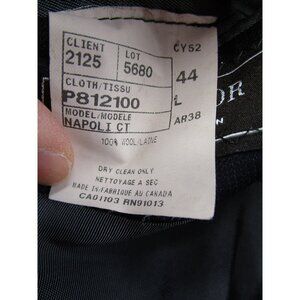 CLIENT LOT CY52
2125 5680
CLOTH/TISSU 44
P812100 L
MODEL/MODELE AR38
NAPOLI CT
100% WOOL/LAINE
DRY CLEAN ONLY
NETTOYAGE A SEC
MADE IN/FABRIQUE AU CANADA
CA01103 RN91013
OR
N